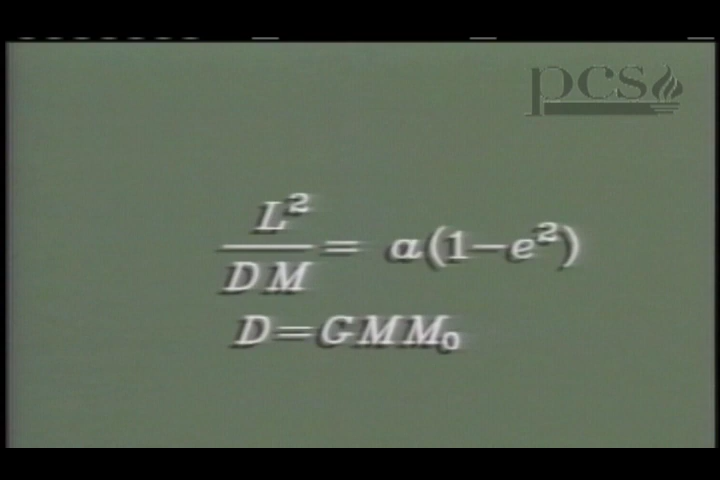 pcs
L²
DM = a(1−e²)
D=GMM₀